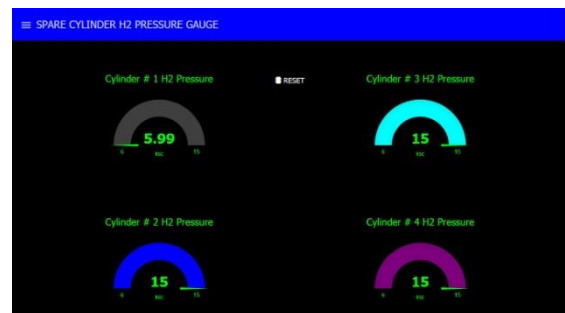 ≡ SPARE CYLINDER H2 PRESSURE GAUGE
Cylinder # 1 H2 Pressure
5.99
6
15
RESET
Cylinder # 3 H2 Pressure
15
6
15
Cylinder # 2 H2 Pressure
15
6
15
Cylinder # 4 H2 Pressure
15
6
15